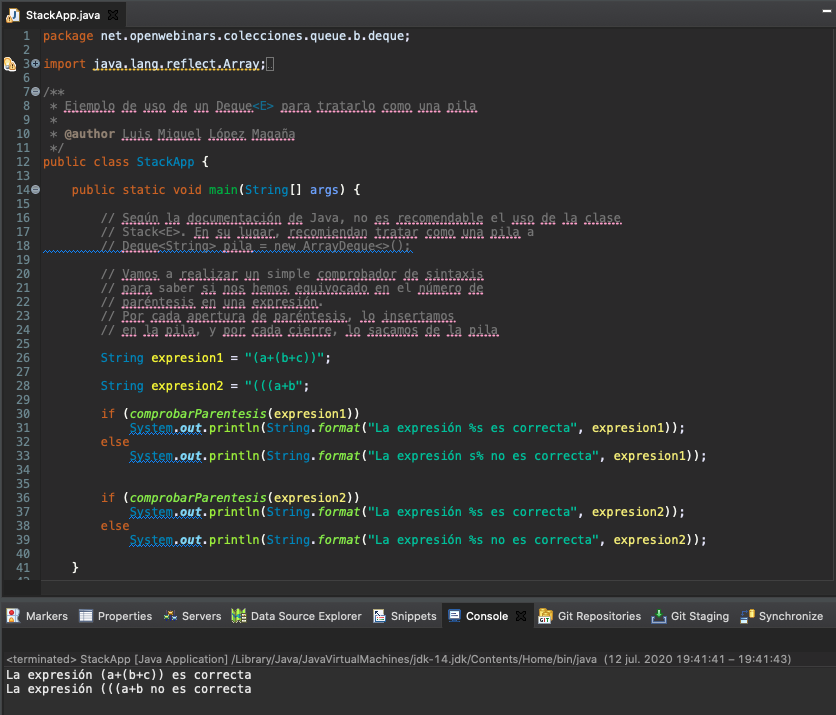 StackApp.java
1 package net.openwebinars.colecciones.queue.b.deque;
2
3 import java.lang.reflect.Array;
6
7 /**
8 * Ejemplo de uso de un Deque<E> para tratarlo como una pila
9 *
10 * @author Luis Miguel López Magaña
11 */
12 public class StackApp {
13
14 public static void main(String[] args) {
15
16 // Según la documentación de Java, no es recomendable el uso de la clase
17 // Stack<E>. En su lugar, recomiendan tratar como una pila a
18 // Deque<String> pila = new ArrayDeque<>();
19
20 // Vamos a realizar un simple comprobador de sintaxis
21 // para saber si nos hemos equivocado en el número de
22 // paréntesis en una expresión.
23 // Por cada apertura de paréntesis, lo insertamos
24 // en la pila, y por cada cierre, lo sacamos de la pila
25
26 String expresion1 = "(a+(b+c))";
27
28 String expresion2 = "(((a+b";
29
30 if (comprobarParentesis(expresion1))
31 System.out.println(String.format("La expresión %s es correcta", expresion1));
32 else
33 System.out.println(String.format("La expresión s% no es correcta", expresion1));
34
35
36 if (comprobarParentesis(expresion2))
37 System.out.println(String.format("La expresión %s es correcta", expresion2));
38 else
39 System.out.println(String.format("La expresión %s no es correcta", expresion2));
40
41 }
Markers Properties Servers Data Source Explorer Snippets Console Git Repositories Git Staging Synchronize
<terminated> StackApp [Java Application] /Library/Java/JavaVirtualMachines/jdk-14.jdk/Contents/Home/bin/java (12 jul. 2020 19:41:41 – 19:41:43)
La expresión (a+(b+c)) es correcta
La expresión (((a+b no es correcta